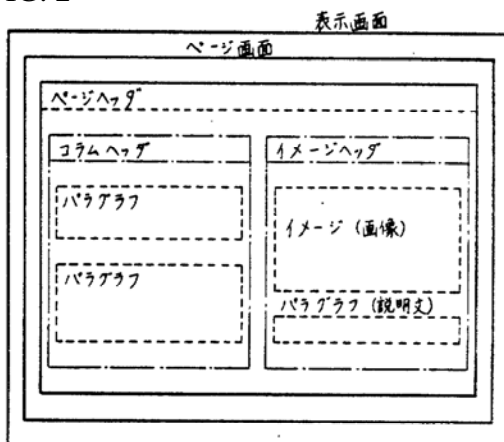 表示画面
ページ画面
ページヘッダ
コラムヘッダ
イメージヘッダ
パラグラフ
イメージ (画像)
パラグラフ
パラグラフ (説明文)